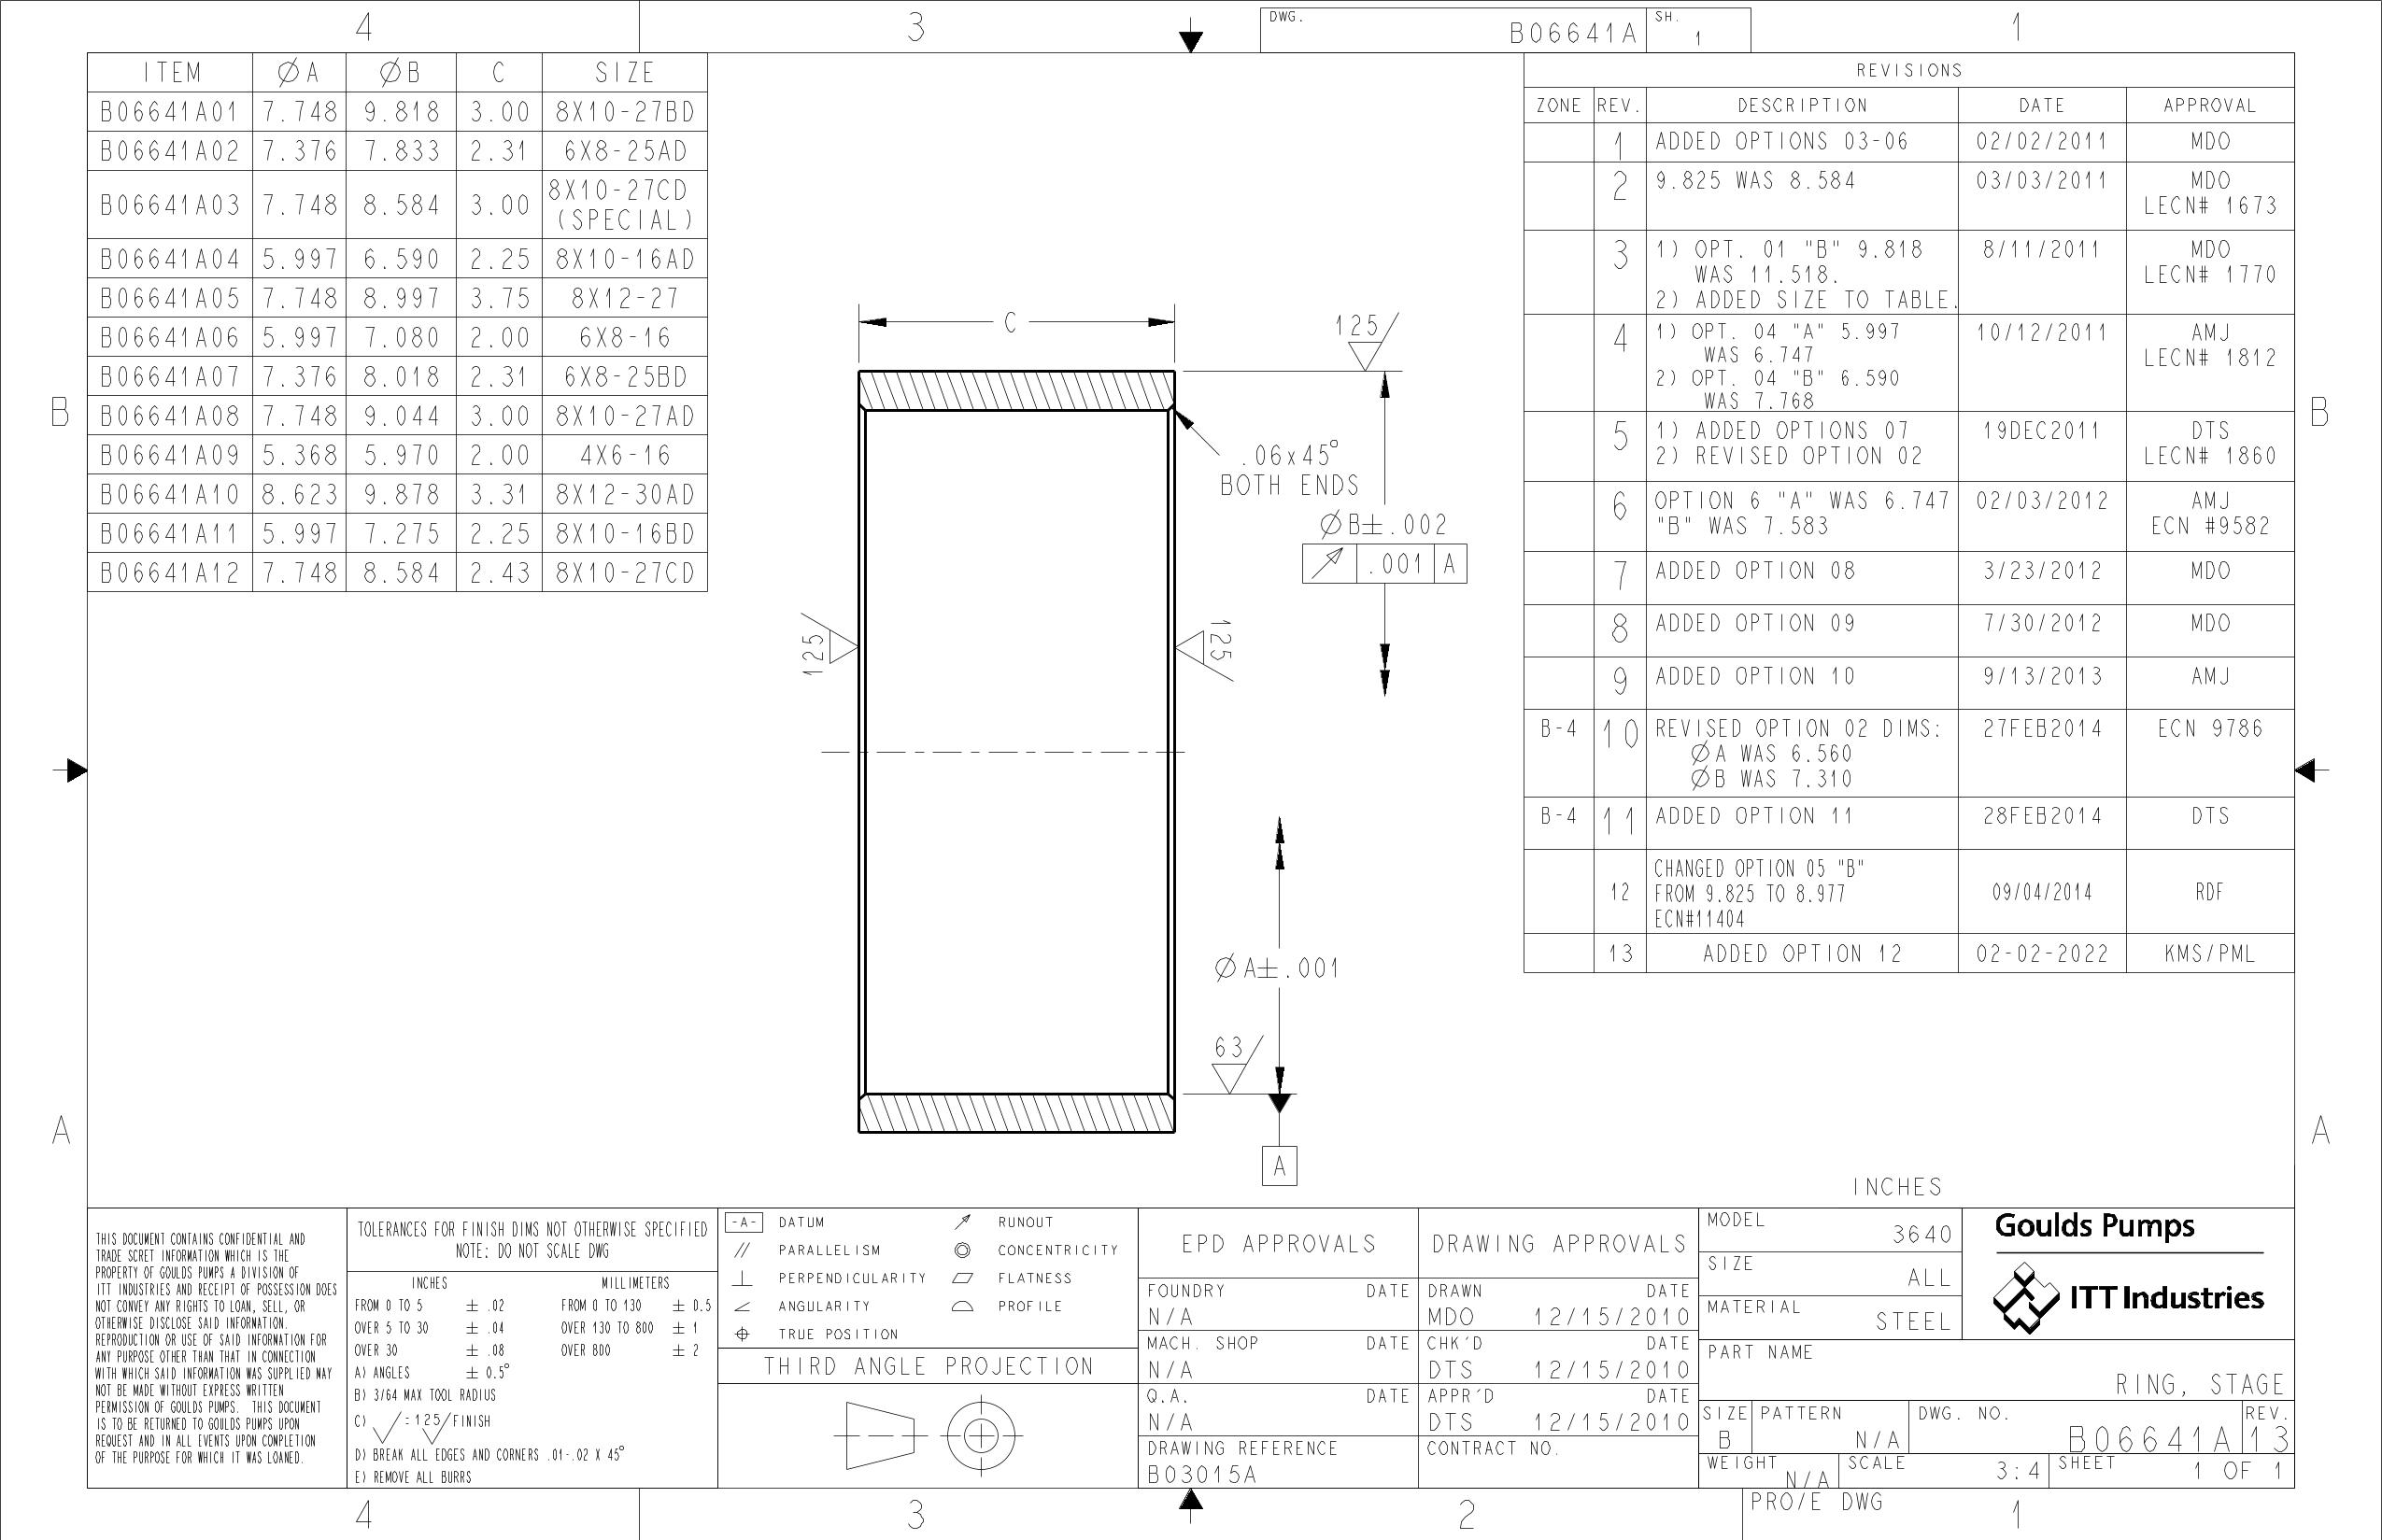 4
3
DWG.
B06641A
SH.
1
1
ITEM ØA ØB C SIZE
B06641A01 7.748 9.818 3.00 8X10-27BD
B06641A02 7.376 7.833 2.31 6X8-25AD
B06641A03 7.748 8.584 3.00 8X10-27CD
(SPECIAL)
B06641A04 5.997 6.590 2.25 8X10-16AD
B06641A05 7.748 8.997 3.75 8X12-27
B06641A06 5.997 7.080 2.00 6X8-16
B06641A07 7.376 8.018 2.31 6X8-25BD
B06641A08 7.748 9.044 3.00 8X10-27AD
B06641A09 5.368 5.970 2.00 4X6-16
B06641A10 8.623 9.878 3.31 8X12-30AD
B06641A11 5.997 7.275 2.25 8X10-16BD
B06641A12 7.748 8.584 2.43 8X10-27CD
REVISIONS
ZONE REV. DESCRIPTION DATE APPROVAL
1 ADDED OPTIONS 03-06 02/02/2011 MDO
2 9.825 WAS 8.584 03/03/2011 MDO
LECN# 1673
3 1) OPT. 01 "B" 9.818 8/11/2011 MDO
WAS 11.518. LECN# 1770
2) ADDED SIZE TO TABLE.
4 1) OPT. 04 "A" 5.997 10/12/2011 AMJ
WAS 6.747 LECN# 1812
2) OPT. 04 "B" 6.590
WAS 7.768
5 1) ADDED OPTIONS 07 19DEC2011 DTS
2) REVISED OPTION 02 LECN# 1860
6 OPTION 6 "A" WAS 6.747 02/03/2012 AMJ
"B" WAS 7.583 ECN #9582
7 ADDED OPTION 08 3/23/2012 MDO
8 ADDED OPTION 09 7/30/2012 MDO
9 ADDED OPTION 10 9/13/2013 AMJ
B-4 10 REVISED OPTION 02 DIMS: 27FEB2014 ECN 9786
ØA WAS 6.560
ØB WAS 7.310
B-4 11 ADDED OPTION 11 28FEB2014 DTS
12 CHANGED OPTION 05 "B"
FROM 9.825 TO 8.977 09/04/2014 RDF
ECN#11404
13 ADDED OPTION 12 02-02-2022 KMS/PML
C
125
.06x45°
BOTH ENDS
ØB±.002
.001 A
125
125
ØA±.001
63
A
B
B
A
A
INCHES
THIS DOCUMENT CONTAINS CONFIDENTIAL AND
TRADE SCRET INFORMATION WHICH IS THE
PROPERTY OF GOULDS PUMPS A DIVISION OF
ITT INDUSTRIES AND RECEIPT OF POSSESSION DOES
NOT CONVEY ANY RIGHTS TO LOAN, SELL, OR
OTHERWISE DISCLOSE SAID INFORMATION.
REPRODUCTION OR USE OF SAID INFORMATION FOR
ANY PURPOSE OTHER THAN THAT IN CONNECTION
WITH WHICH SAID INFORMATION WAS SUPPLIED MAY
NOT BE MADE WITHOUT EXPRESS WRITTEN
PERMISSION OF GOULDS PUMPS. THIS DOCUMENT
IS TO BE RETURNED TO GOULDS PUMPS UPON
REQUEST AND IN ALL EVENTS UPON COMPLETION
OF THE PURPOSE FOR WHICH IT WAS LOANED.
TOLERANCES FOR FINISH DIMS NOT OTHERWISE SPECIFIED
NOTE: DO NOT SCALE DWG
INCHES MILLIMETERS
FROM 0 TO 5 ± .02 FROM 0 TO 130 ± 0.5
OVER 5 TO 30 ± .04 OVER 130 TO 800 ± 1
OVER 30 ± .08 OVER 800 ± 2
A) ANGLES ± 0.5°
B) 3/64 MAX TOOL RADIUS
C) = 125 FINISH
D) BREAK ALL EDGES AND CORNERS .01-.02 X 45°
E) REMOVE ALL BURRS
-A- DATUM RUNOUT
PARALLELISM CONCENTRICITY
PERPENDICULARITY FLATNESS
ANGULARITY PROFILE
TRUE POSITION
THIRD ANGLE PROJECTION
EPD APPROVALS
FOUNDRY DATE
N/A
MACH. SHOP DATE
N/A
Q.A. DATE
N/A
DRAWING REFERENCE
B03015A
DRAWING APPROVALS
DRAWN DATE
MDO 12/15/2010
CHK'D DATE
DTS 12/15/2010
APPR'D DATE
DTS 12/15/2010
CONTRACT NO.
MODEL
3640
SIZE
ALL
MATERIAL
STEEL
Goulds Pumps
ITT Industries
PART NAME
RING, STAGE
SIZE
B
PATTERN
N/A
DWG. NO.
B06641A
REV.
13
WEIGHT
N/A
SCALE
3:4
SHEET
1 OF 1
PRO/E DWG
4
3
2
1